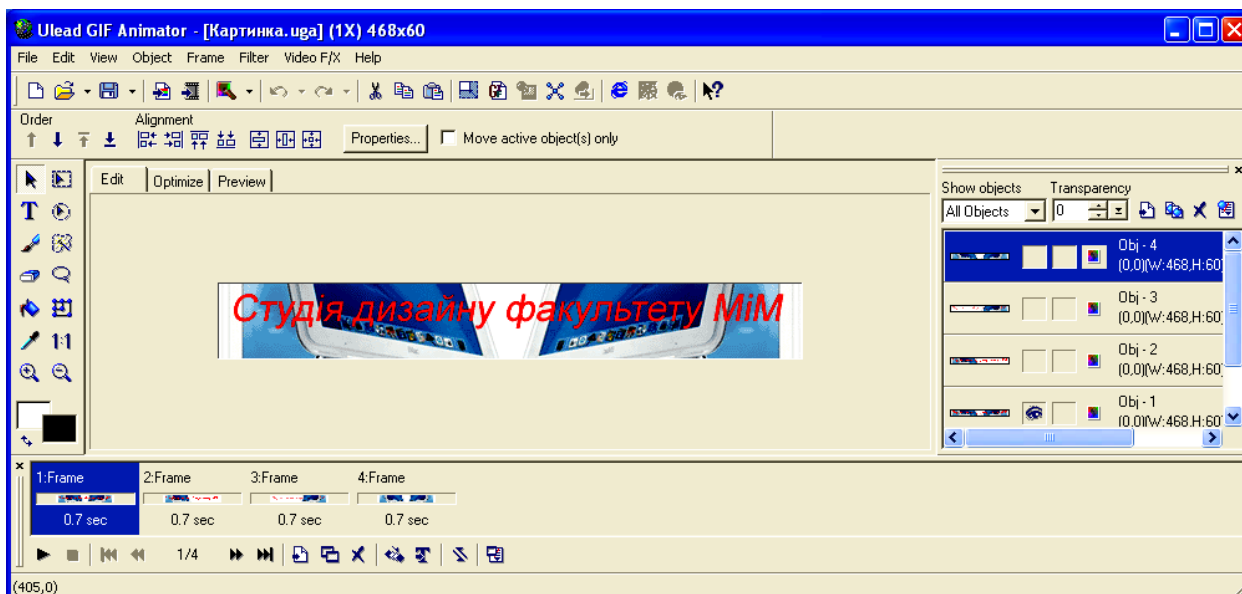 Ulead GIF Animator - [Картинка.uga] (1X) 468x60
File Edit View Object Frame Filter Video F/X Help
Order Alignment
Properties... Move active object(s) only
Edit Optimize Preview
Show objects Transparency
All Objects 0
T
1:1
Студія дизайну факультету МіМ
Obj - 4
(0,0)(W:468,H:60)
Obj - 3
(0,0)(W:468,H:60)
Obj - 2
(0,0)(W:468,H:60)
Obj - 1
(0,0)(W:468,H:60
1:Frame 2:Frame 3:Frame 4:Frame
0.7 sec 0.7 sec 0.7 sec 0.7 sec
1/4
(405,0)